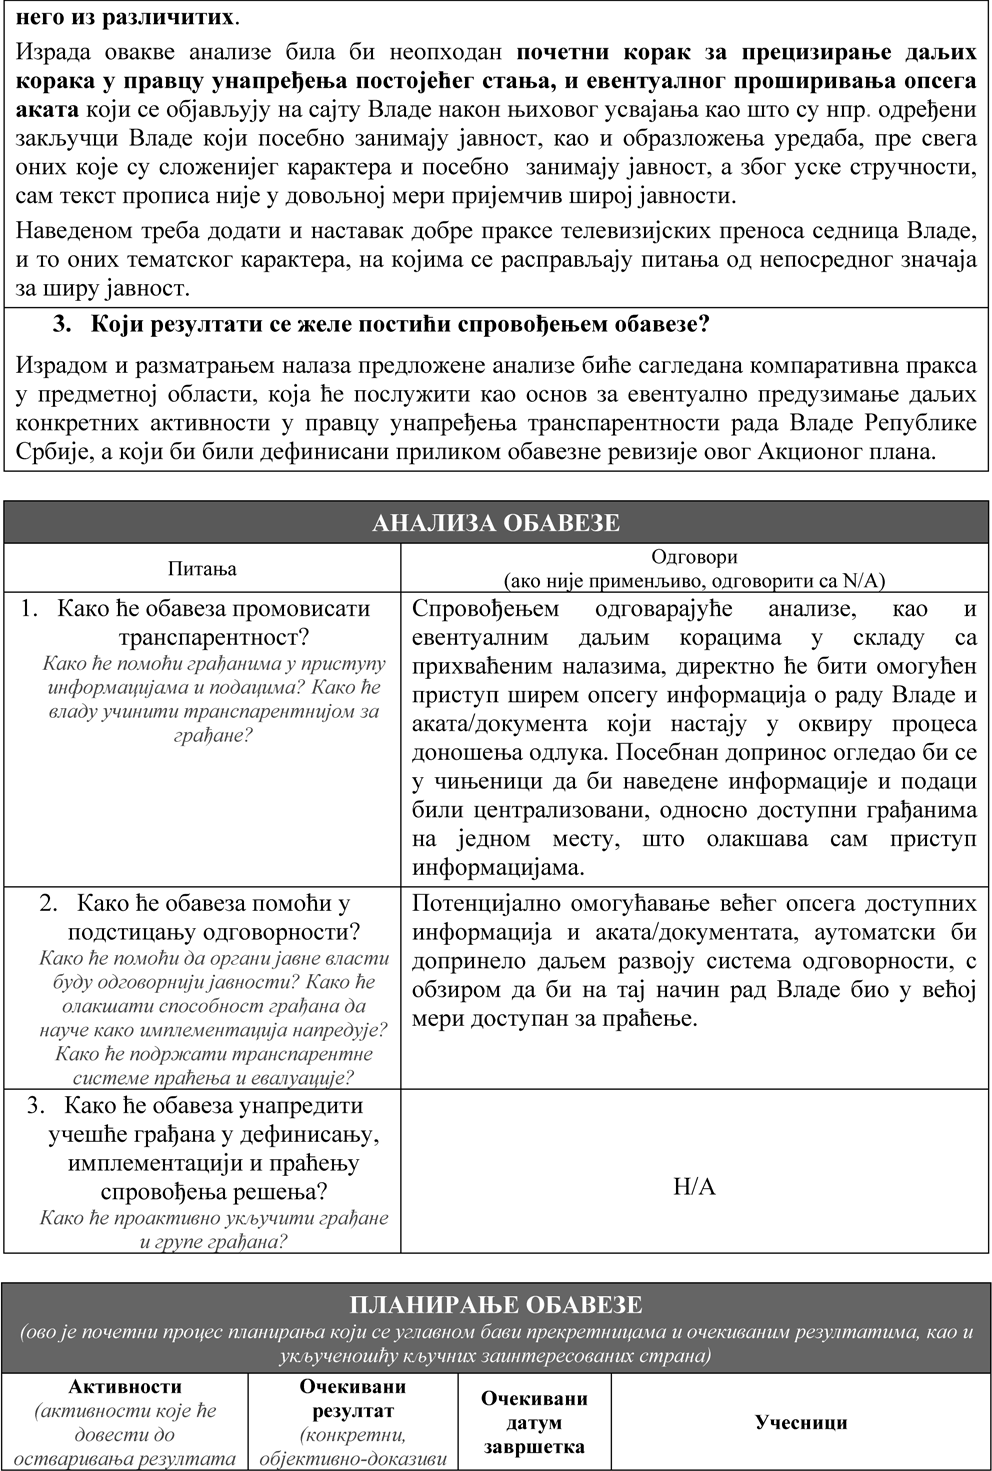 него из различитих.
Израда овакве анализе била би неопходан почетни корак за прецизирање даљих
корака у правцу унапређења постојећег стања, и евентуалног проширивања опсега
аката који се објављују на сајту Владе након њиховог усвајања као што су нпр. одређени
закључци Владе који посебно занимају јавност, као и образложења уредаба, пре свега
оних које су сложенијег карактера и посебно занимају јавност, а због уске стручности,
сам текст прописа није у довољној мери пријемчив широј јавности.
Наведеном треба додати и наставак добре праксе телевизијских преноса седница Владе,
и то оних тематског карактера, на којима се расправљају питања од непосредног значаја
за ширу јавност.
3. Који резултати се желе постићи спровођењем обавезе?
Израдом и разматрањем налаза предложене анализе биће сагледана компаративна пракса
у предметној области, која ће послужити као основ за евентуално предузимање даљих
конкретних активности у правцу унапређења транспарентности рада Владе Републике
Србије, а који би били дефинисани приликом обавезне ревизије овог Акционог плана.
АНАЛИЗА ОБАВЕЗЕ
Питања
Одговори
(ако није применљиво, одговорити са N/A)
1. Како ће обавеза промовисати
транспарентност?
Како ће помоћи грађанима у приступу
информацијама и подацима? Како ће
владу учинити транспарентнијом за
грађане?
Спровођењем одговарајуће анализе, као и
евентуалним даљим корацима у складу са
прихваћеним налазима, директно ће бити омогућен
приступ ширем опсегу информација о раду Владе и
аката/документа који настају у оквиру процеса
доношења одлука. Посебнан допринос огледао би се
у чињеници да би наведене информације и подаци
били централизовани, односно доступни грађанима
на једном месту, што олакшава сам приступ
информацијама.
2. Како ће обавеза помоћи у
подстицању одговорности?
Како ће помоћи да органи јавне власти
буду одговорнији јавности? Како ће
олакшати способност грађана да
науче како имплементација напредује?
Како ће подржати транспарентне
системе праћења и евалуације?
Потенцијално омогућавање већег опсега доступних
информација и аката/документата, аутоматски би
допринело даљем развоју система одговорности, с
обзиром да би на тај начин рад Владе био у већој
мери доступан за праћење.
3. Како ће обавеза унапредити
учешће грађана у дефинисању,
имплементацији и праћењу
спровођења решења?
Како ће проактивно укључити грађане
и групе грађана?
Н/А
ПЛАНИРАЊЕ ОБАВЕЗЕ
(ово је почетни процес планирања који се углавном бави прекретницама и очекиваним резултатима, као и
укљученошћу кључних заинтересованих страна)
Активности
(активности које ће
довести до
остваривања резултата
Очекивани
резултат
(конкретни,
објективно-доказиви
Очекивани
датум
завршетка
Учесници